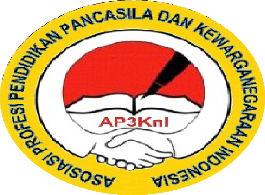 ASOSIASI PROFESI PENDIDIKAN PANCASILA DAN KEWARGANEGARAAN INDONESIA
AP3KnI